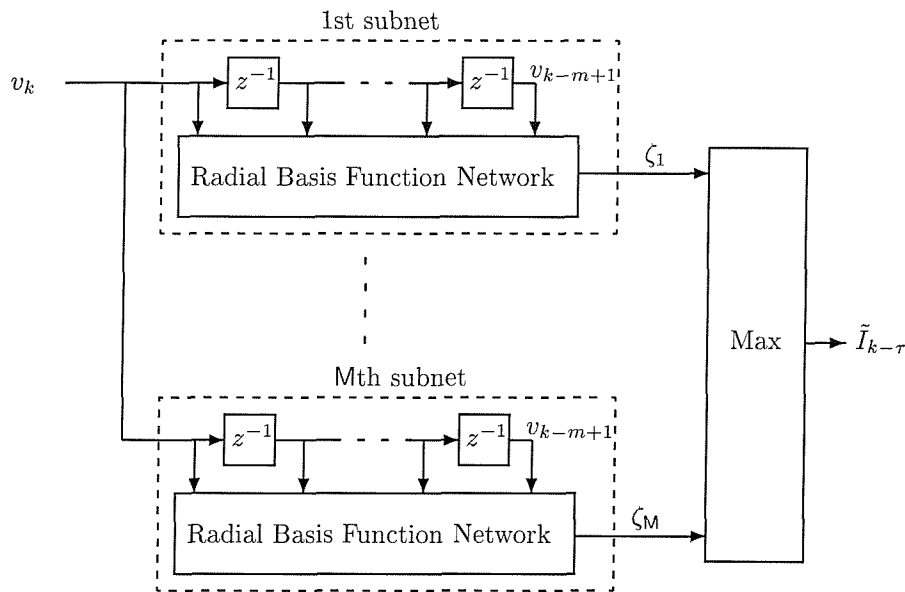 1st subnet
v_k
z^{-1}
z^{-1}
v_{k-m+1}
Radial Basis Function Network
ζ_1
Max
Ĩ_{k-τ}
Mth subnet
z^{-1}
z^{-1}
v_{k-m+1}
Radial Basis Function Network
ζ_M